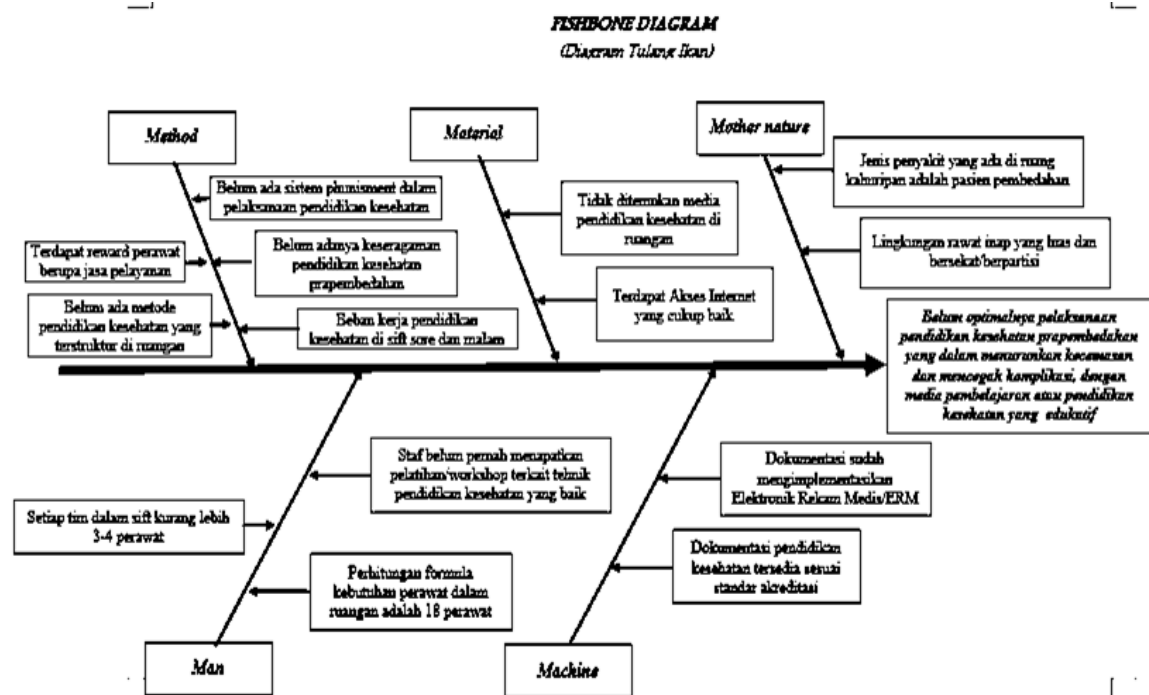 FISHBONE DIAGRAM
(Diagram Tulang Ikan)
Method
Material
Mother nature
Belum ada sistem phunisment dalam
pelaksanaan pendidikan kesehatan
Terdapat reward perawat
berupa jasa pelayanan
Belum adanya keseragaman
pendidikan kesehatan
prapembedahan
Belum ada metode
pendidikan kesehatan yang
terstruktur di ruangan
Beban kerja pendidikan
kesehatan di sift sore dan malam
Tidak ditemukan media
pendidikan kesehatan di
ruangan
Terdapat Akses Internet
yang cukup baik
Jenis penyakit yang ada di ruang
kahuripan adalah pasien pembedahan
Lingkungan rawat inap yang luas dan
bersekat/berpartisi
Belum optimalnya pelaksanaan
pendidikan kesehatan prapembedahan
yang dalam menurunkan kecemasan
dan mencegah komplikasi, dengan
media pembelajaran atau pendidikan
kesehatan yang edukatif
Staf belum pernah menapatkan
pelatihan/workshop terkait tehnik
pendidikan kesehatan yang baik
Setiap tim dalam sift kurang lebih
3-4 perawat
Perhitungan formula
kebutuhan perawat dalam
ruangan adalah 18 perawat
Dokumentasi sudah
mengimplementasikan
Elektronik Rekam Medis/ERM
Dokumentasi pendidikan
kesehatan tersedia sesuai
standar akreditasi
Man
Machine